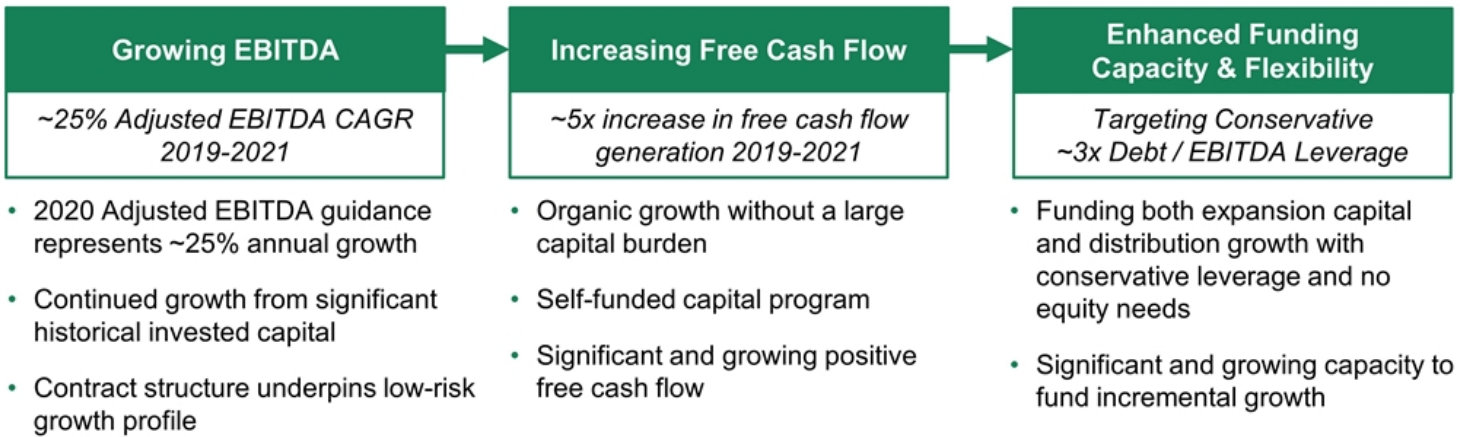 Growing EBITDA
~25% Adjusted EBITDA CAGR
2019-2021
• 2020 Adjusted EBITDA guidance
represents ~25% annual growth
• Continued growth from significant
historical invested capital
• Contract structure underpins low-risk
growth profile
Increasing Free Cash Flow
~5x increase in free cash flow
generation 2019-2021
• Organic growth without a large
capital burden
• Self-funded capital program
• Significant and growing positive
free cash flow
Enhanced Funding
Capacity & Flexibility
Targeting Conservative
~3x Debt / EBITDA Leverage
• Funding both expansion capital
and distribution growth with
conservative leverage and no
equity needs
• Significant and growing capacity to
fund incremental growth